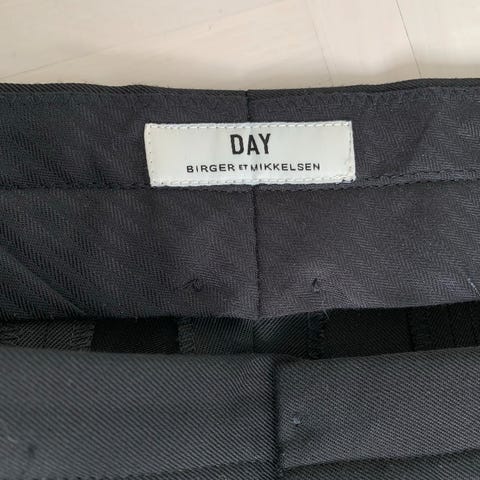 DAY
BIRGER ET MIKKELSEN